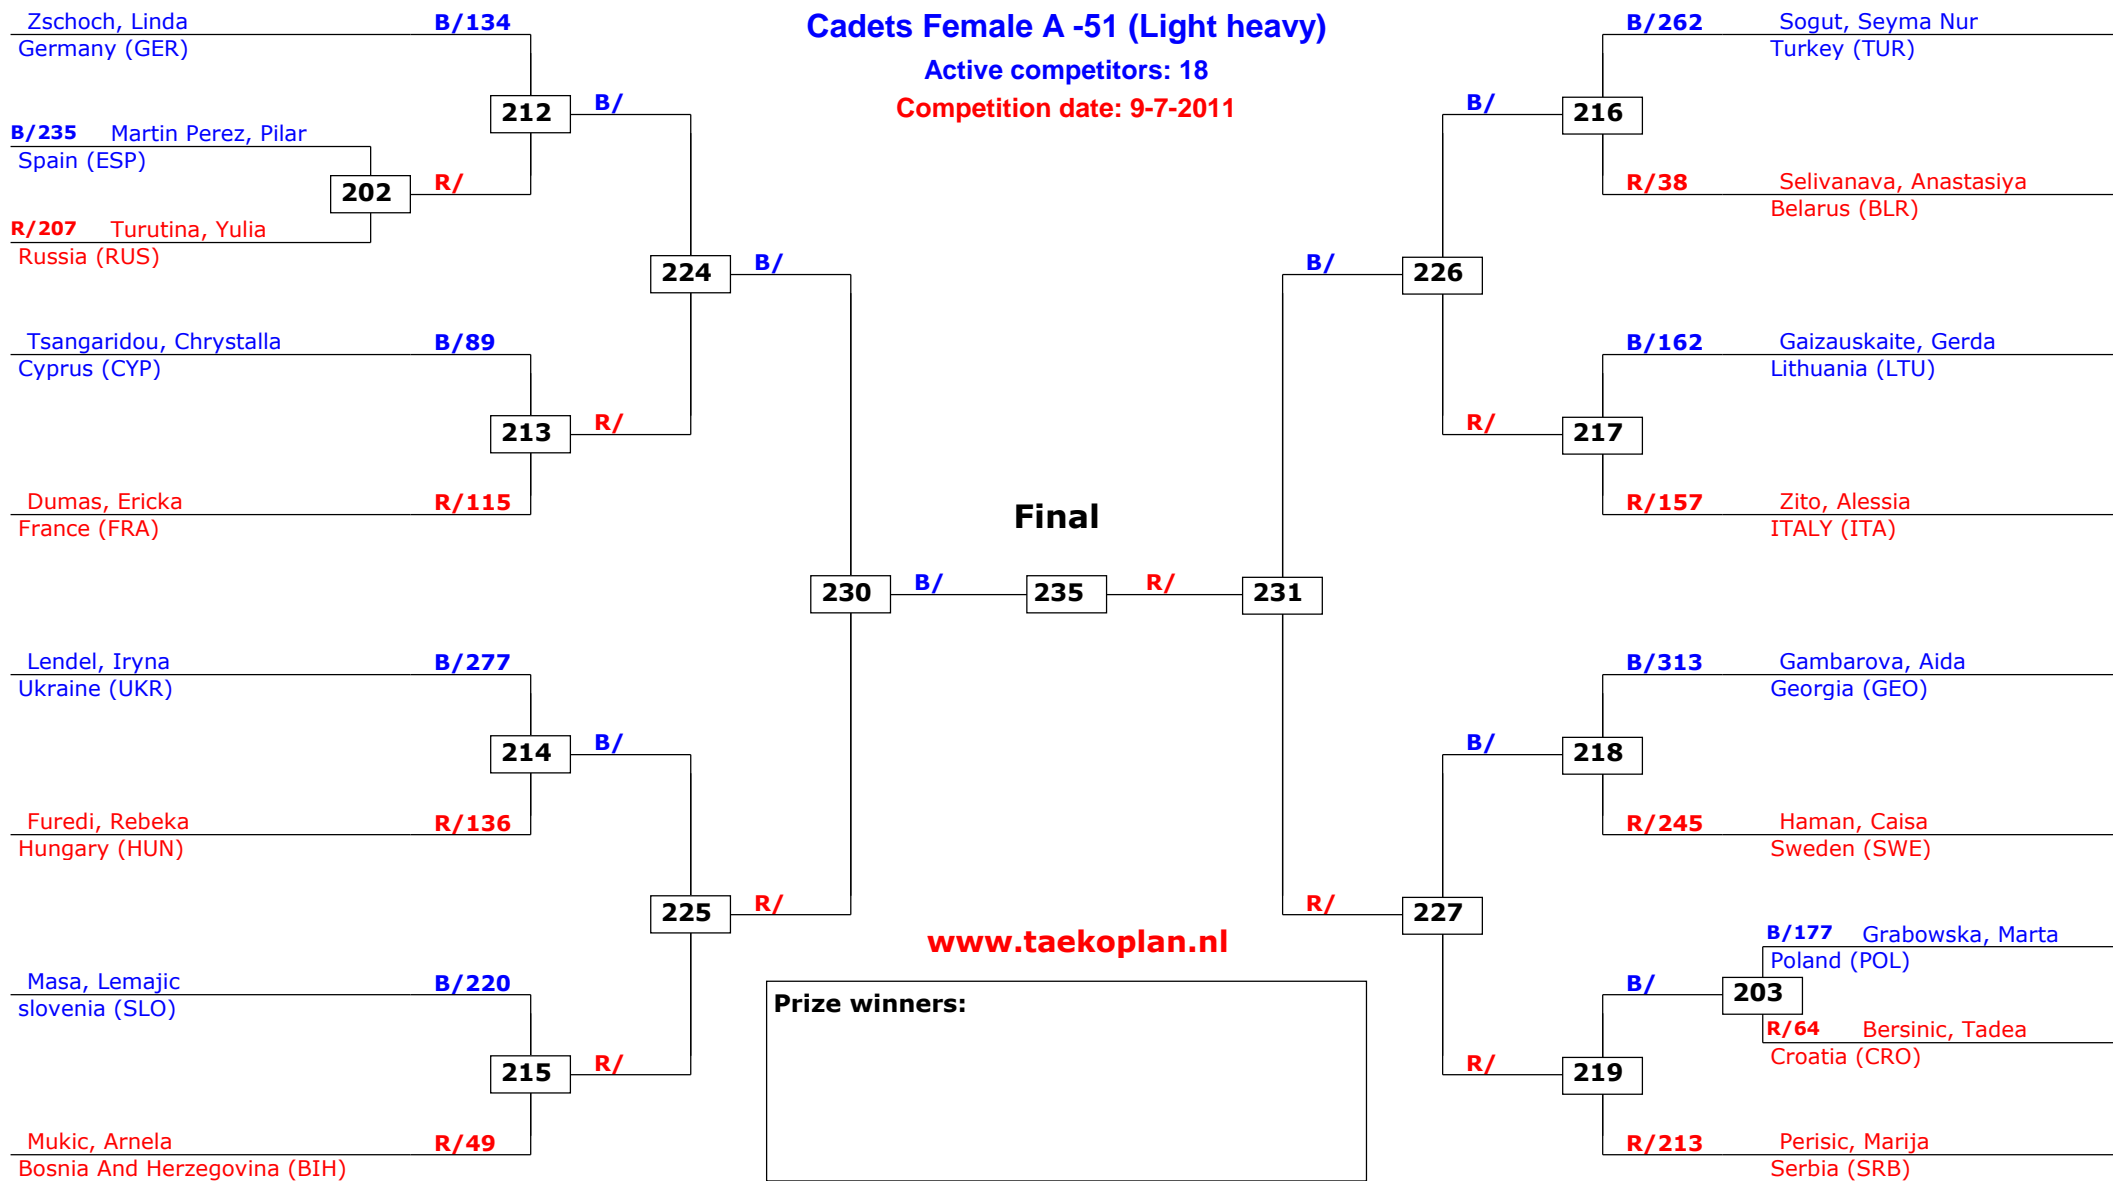 Cadets Female A -51 (Light heavy)
Active competitors: 18
Competition date: 9-7-2011
Zschoch, Linda B/134
Germany (GER)
212
B/
B/235 Martin Perez, Pilar
Spain (ESP)
202
R/
R/207 Turutina, Yulia
Russia (RUS)
224
B/
Tsangaridou, Chrystalla B/89
Cyprus (CYP)
213
R/
Dumas, Ericka R/115
France (FRA)
Lendel, Iryna B/277
Ukraine (UKR)
214
B/
Furedi, Rebeka R/136
Hungary (HUN)
225
R/
Masa, Lemajic B/220
slovenia (SLO)
215
R/
Mukic, Arnela R/49
Bosnia And Herzegovina (BIH)
Final
230 B/ 235 R/ 231
B/262 Sogut, Seyma Nur
Turkey (TUR)
B/
216
R/38 Selivanava, Anastasiya
Belarus (BLR)
B/
226
B/162 Gaizauskaite, Gerda
Lithuania (LTU)
R/
217
R/157 Zito, Alessia
ITALY (ITA)
B/313 Gambarova, Aida
Georgia (GEO)
B/
218
R/245 Haman, Caisa
Sweden (SWE)
R/
227
B/177 Grabowska, Marta
Poland (POL)
B/
203
R/64 Bersinic, Tadea
Croatia (CRO)
R/
219
R/213 Perisic, Marija
Serbia (SRB)
www.taekoplan.nl
Prize winners: